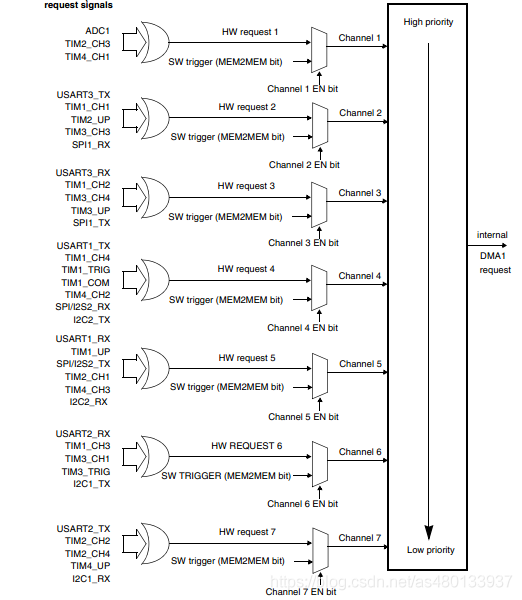 request signals
High priority
ADC1
TIM2_CH3
TIM4_CH1
HW request 1
SW trigger (MEM2MEM bit)
Channel 1
Channel 1 EN bit
USART3_TX
TIM1_CH1
TIM2_UP
TIM3_CH3
SPI1_RX
HW request 2
SW trigger (MEM2MEM bit)
Channel 2
Channel 2 EN bit
USART3_RX
TIM1_CH2
TIM3_CH4
TIM3_UP
SPI1_TX
HW request 3
SW trigger (MEM2MEM bit)
Channel 3
Channel 3 EN bit
internal
DMA1
request
USART1_TX
TIM1_CH4
TIM1_TRIG
TIM1_COM
TIM4_CH2
SPI/I2S2_RX
I2C2_TX
HW request 4
SW trigger (MEM2MEM bit)
Channel 4
Channel 4 EN bit
USART1_RX
TIM1_UP
SPI/I2S2_TX
TIM2_CH1
TIM4_CH3
I2C2_RX
HW request 5
SW trigger (MEM2MEM bit)
Channel 5
Channel 5 EN bit
USART2_RX
TIM1_CH3
TIM3_CH1
TIM3_TRIG
I2C1_TX
HW REQUEST 6
SW TRIGGER (MEM2MEM bit)
Channel 6
Channel 6 EN bit
USART2_TX
TIM2_CH2
TIM2_CH4
TIM4_UP
I2C1_RX
HW request 7
SW trigger (MEM2MEM bit)
Channel 7
Channel 7 EN bit
Low priority
https://blog.csdn.net/as480133937